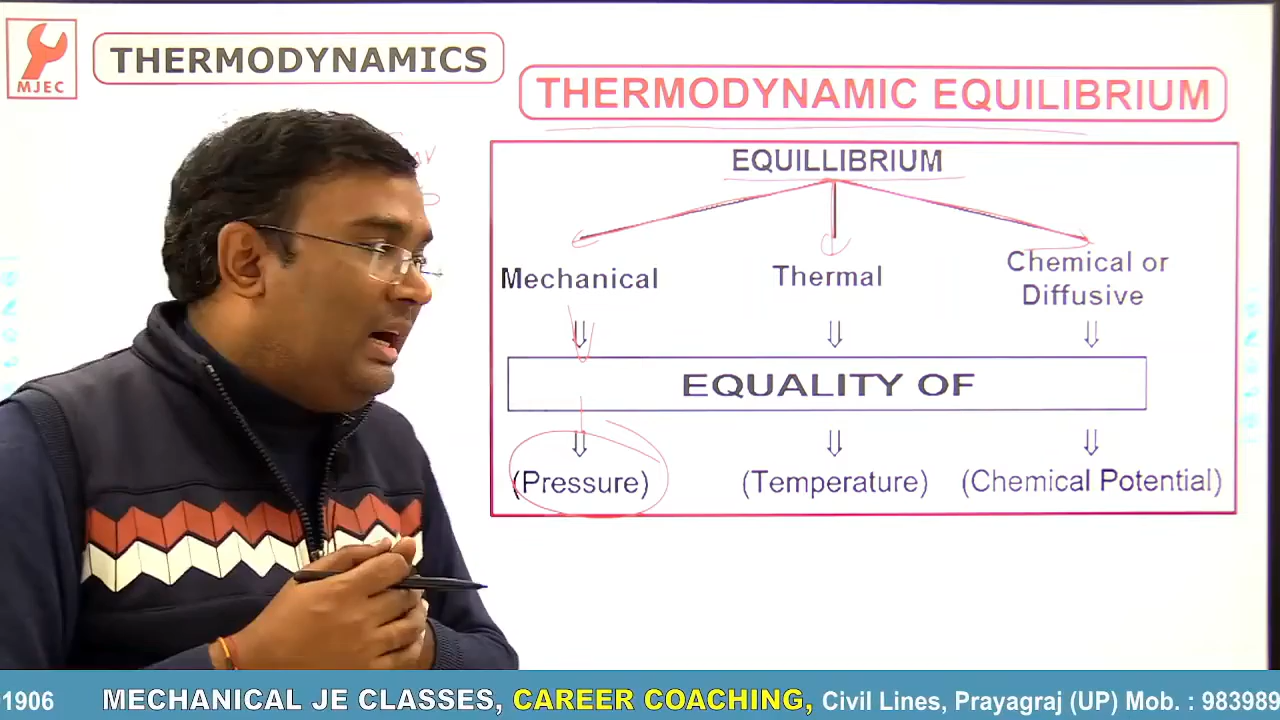 MJEC
THERMODYNAMICS
THERMODYNAMIC EQUILIBRIUM
EQUILLIBRIUM
Mechanical
Thermal
Chemical or
Diffusive
EQUALITY OF
(Pressure)
(Temperature)
(Chemical Potential)
1906 MECHANICAL JE CLASSES, CAREER COACHING, Civil Lines, Prayagraj (UP) Mob. : 983989